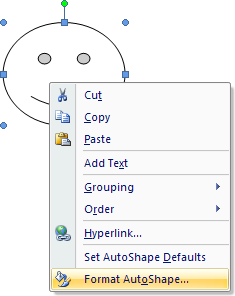 Cut
Copy
Paste
Add Text
Grouping
Order
Hyperlink...
Set AutoShape Defaults
Format AutoShape...